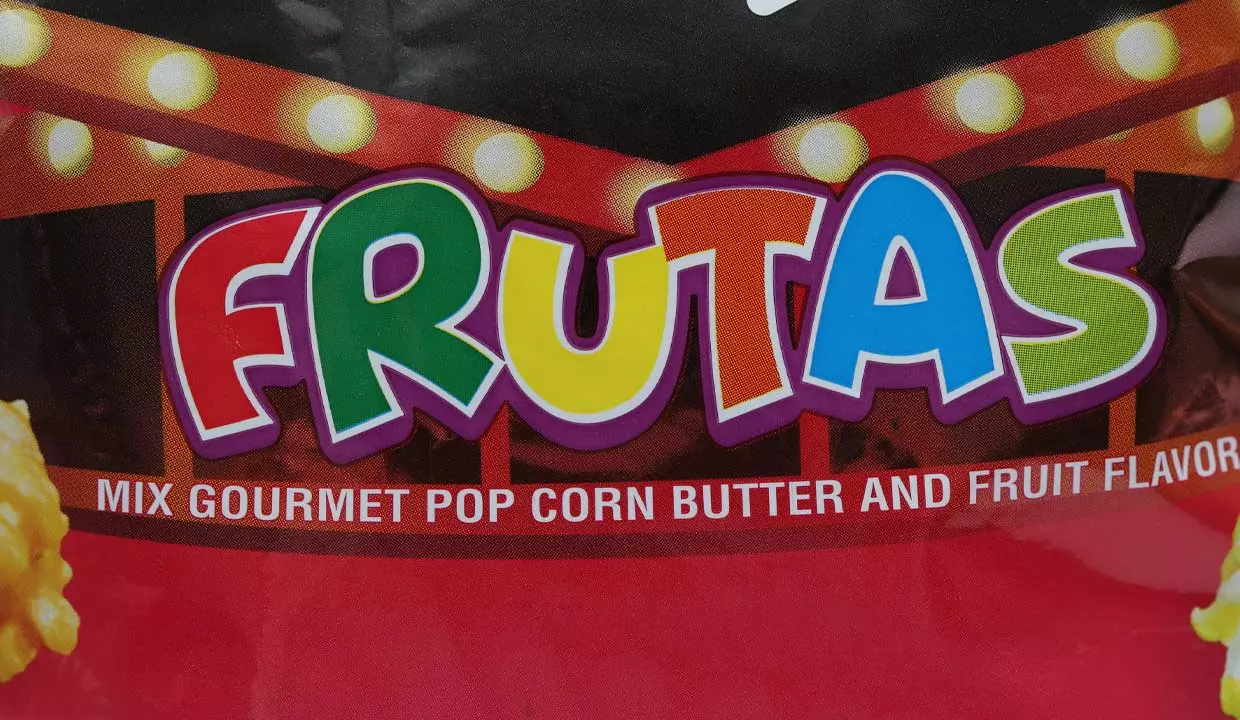 FRUTAS
MIX GOURMET POP CORN BUTTER AND FRUIT FLAVOR